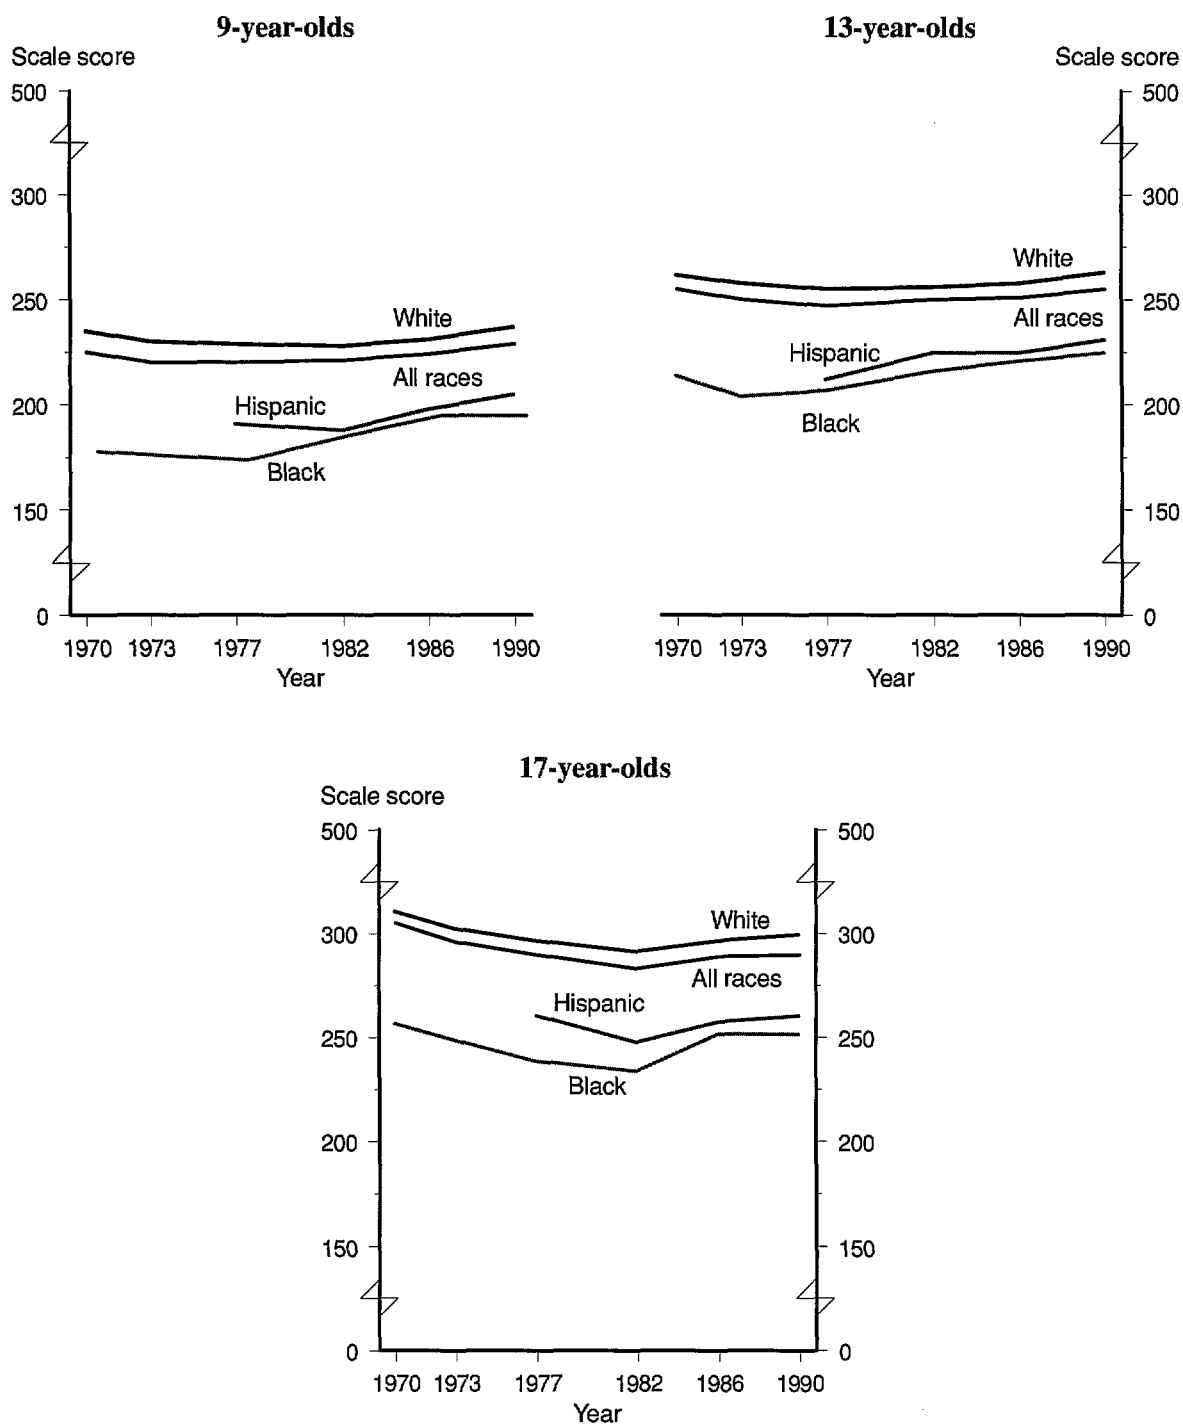 9-year-olds
Scale score
500
300
250
200
150
0
White
All races
Hispanic
Black
1970 1973 1977 1982 1986 1990
Year
13-year-olds
Scale score
500
300
250
200
150
0
White
All races
Hispanic
Black
1970 1973 1977 1982 1986 1990
Year
17-year-olds
Scale score
500
300
250
200
150
0
White
All races
Hispanic
Black
500
300
250
200
150
0
1970 1973 1977 1982 1986 1990
Year